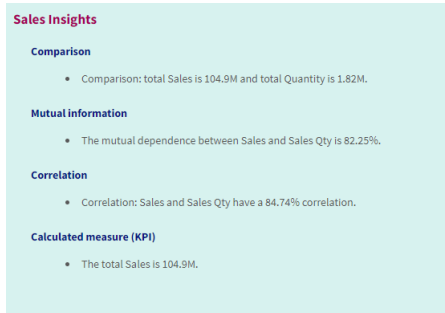 Sales Insights
Comparison
• Comparison: total Sales is 104.9M and total Quantity is 1.82M.
Mutual information
• The mutual dependence between Sales and Sales Qty is 82.25%.
Correlation
• Correlation: Sales and Sales Qty have a 84.74% correlation.
Calculated measure (KPI)
• The total Sales is 104.9M.